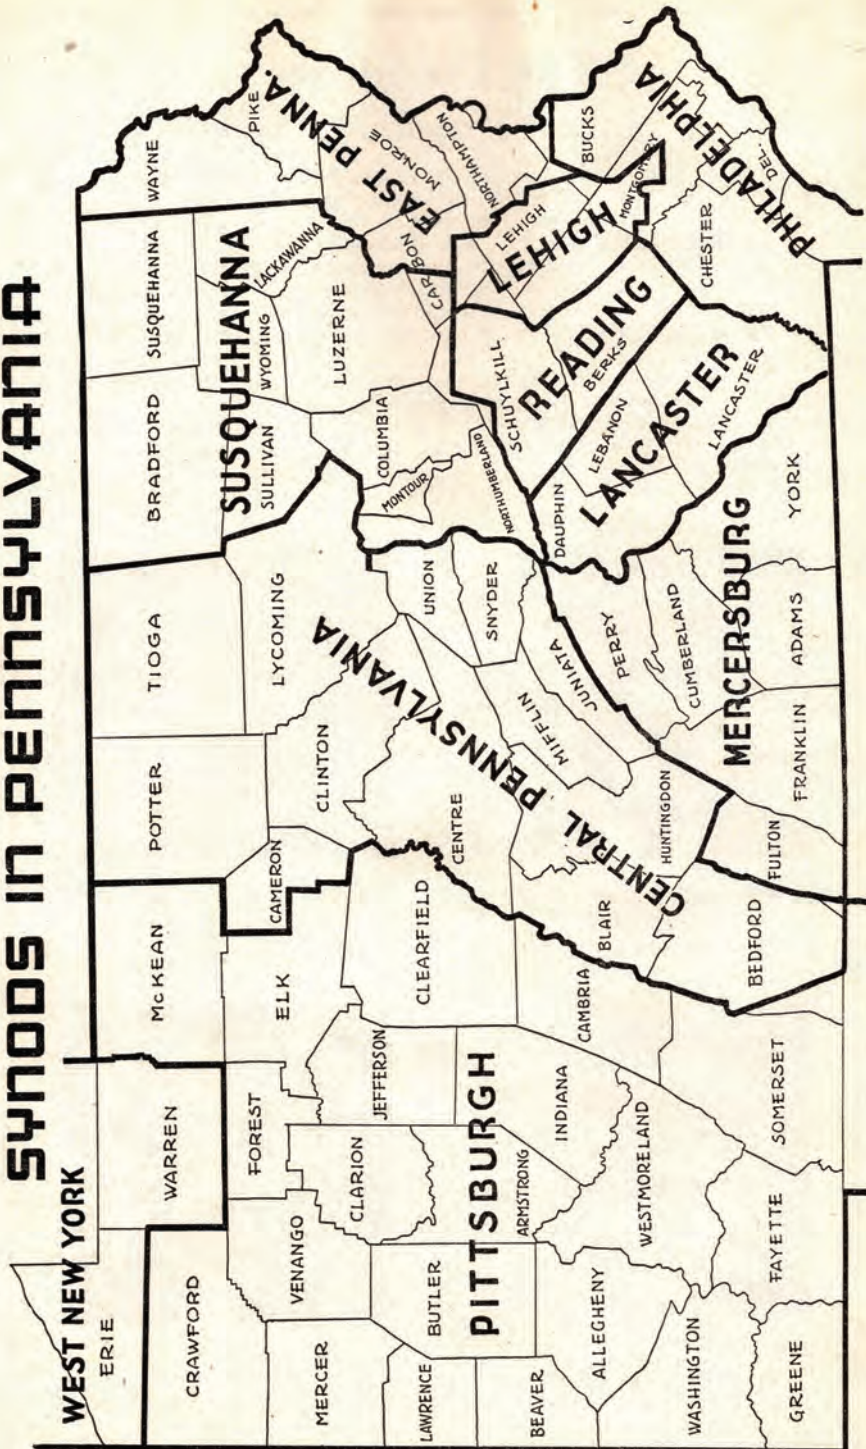 SYNODS IN PENNSYLVANIA
WEST NEW YORK
ERIE
CRAWFORD
WARREN
McKEAN
POTTER
TIOGA
BRADFORD
SUSQUEHANNA
WAYNE
PIKE
EAST PENNA.
MONROE
NORTHAMPTON
CARBON
SUSQUEHANNA
SULLIVAN
WYOMING
LACKAWANNA
LUZERNE
COLUMBIA
MONTOUR
NORTHUMBERLAND
MERCER
VENANGO
FOREST
ELK
CAMERON
CLINTON
LYCOMING
CENTRAL PENNSYLVANIA
UNION
SNYDER
CENTRE
MIFFLIN
JUNIATA
HUNTINGDON
BLAIR
LAWRENCE
BUTLER
CLARION
JEFFERSON
CLEARFIELD
PITTSBURGH
BEAVER
ARMSTRONG
INDIANA
CAMBRIA
ALLEGHENY
WESTMORELAND
WASHINGTON
GREENE
FAYETTE
SOMERSET
BEDFORD
FULTON
FRANKLIN
MERCERSBURG
PERRY
CUMBERLAND
ADAMS
YORK
LANCASTER
DAUPHIN
LEBANON
LANCASTER
READING
SCHUYLKILL
BERKS
LEHIGH
LEHIGH
MONTGOMERY
BUCKS
PHILADELPHIA
CHESTER
DEL.